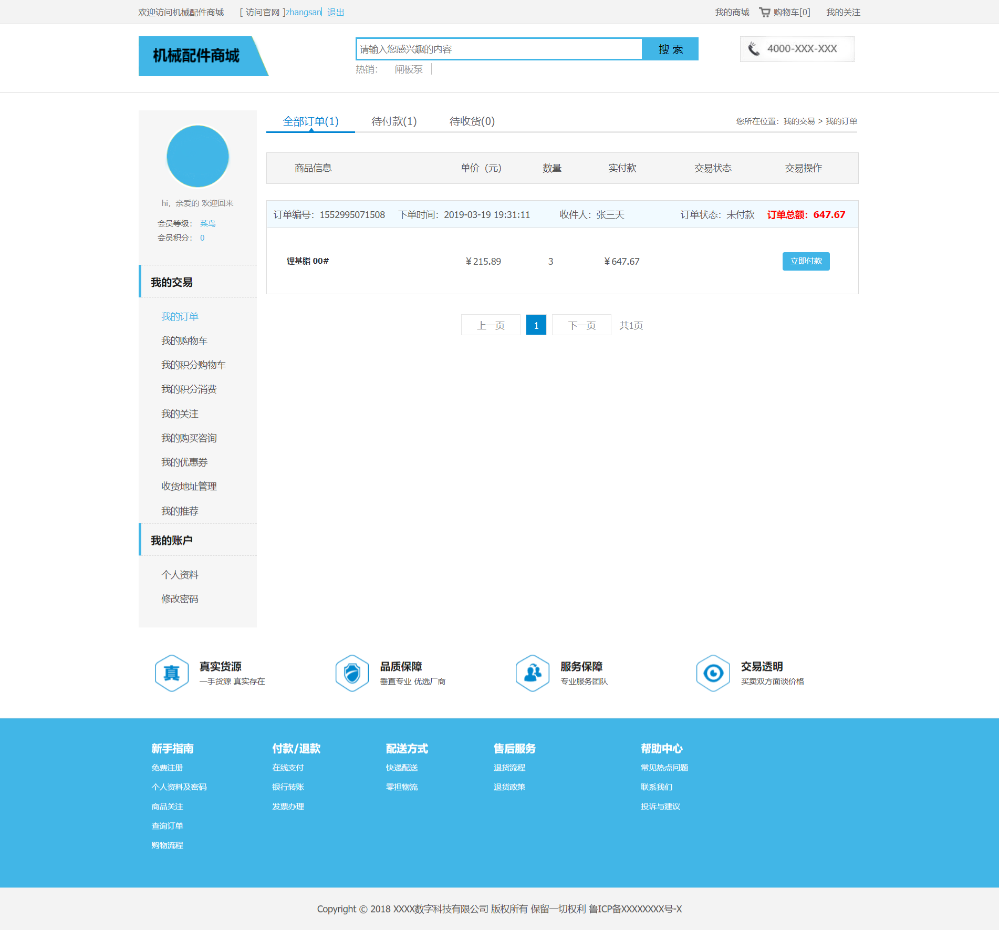 欢迎访问机械配件商城 [ 访问官网 ]zhangsan| 退出 我的商城 购物车[0] 我的关注
机械配件商城
请输入您感兴趣的内容 搜 索
4000-XXX-XXX
热销： 闸板泵
全部订单(1) 待付款(1) 待收货(0) 您所在位置：我的交易 > 我的订单
hi，亲爱的 欢迎回来
会员等级： 菜鸟
会员积分： 0
我的交易
我的订单
我的购物车
我的积分购物车
我的积分消费
我的关注
我的购买咨询
我的优惠券
收货地址管理
我的推荐
我的账户
个人资料
修改密码
商品信息 单价（元） 数量 实付款 交易状态 交易操作
订单编号：1552995071508 下单时间：2019-03-19 19:31:11 收件人：张三天 订单状态：未付款 订单总额：647.67
锂基脂 00# ￥215.89 3 ￥647.67 立即付款
上一页 1 下一页 共1页
真
真实货源
一手货源 真实存在
品质保障
垂直专业 优选厂商
服务保障
专业服务团队
交易透明
买卖双方面谈价格
新手指南
免费注册
个人资料及密码
商品关注
查询订单
购物流程
付款/退款
在线支付
银行转账
发票办理
配送方式
快递配送
零担物流
售后服务
退货流程
退货政策
帮助中心
常见热点问题
联系我们
投诉与建议
Copyright © 2018 XXXX数字科技有限公司 版权所有 保留一切权利 鲁ICP备XXXXXXXX号-X